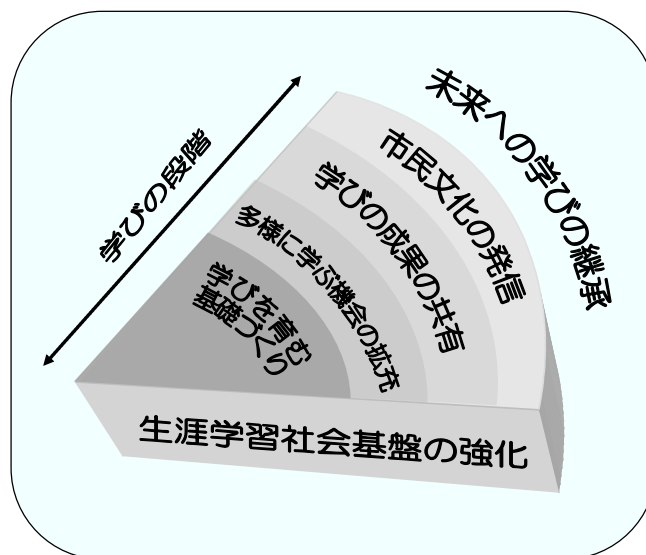 未来への学びの継承
学びの段階
市民文化の発信
学びの成果の共有
多様に学ぶ機会の拡充
学びを育む
基礎づくり
生涯学習社会基盤の強化